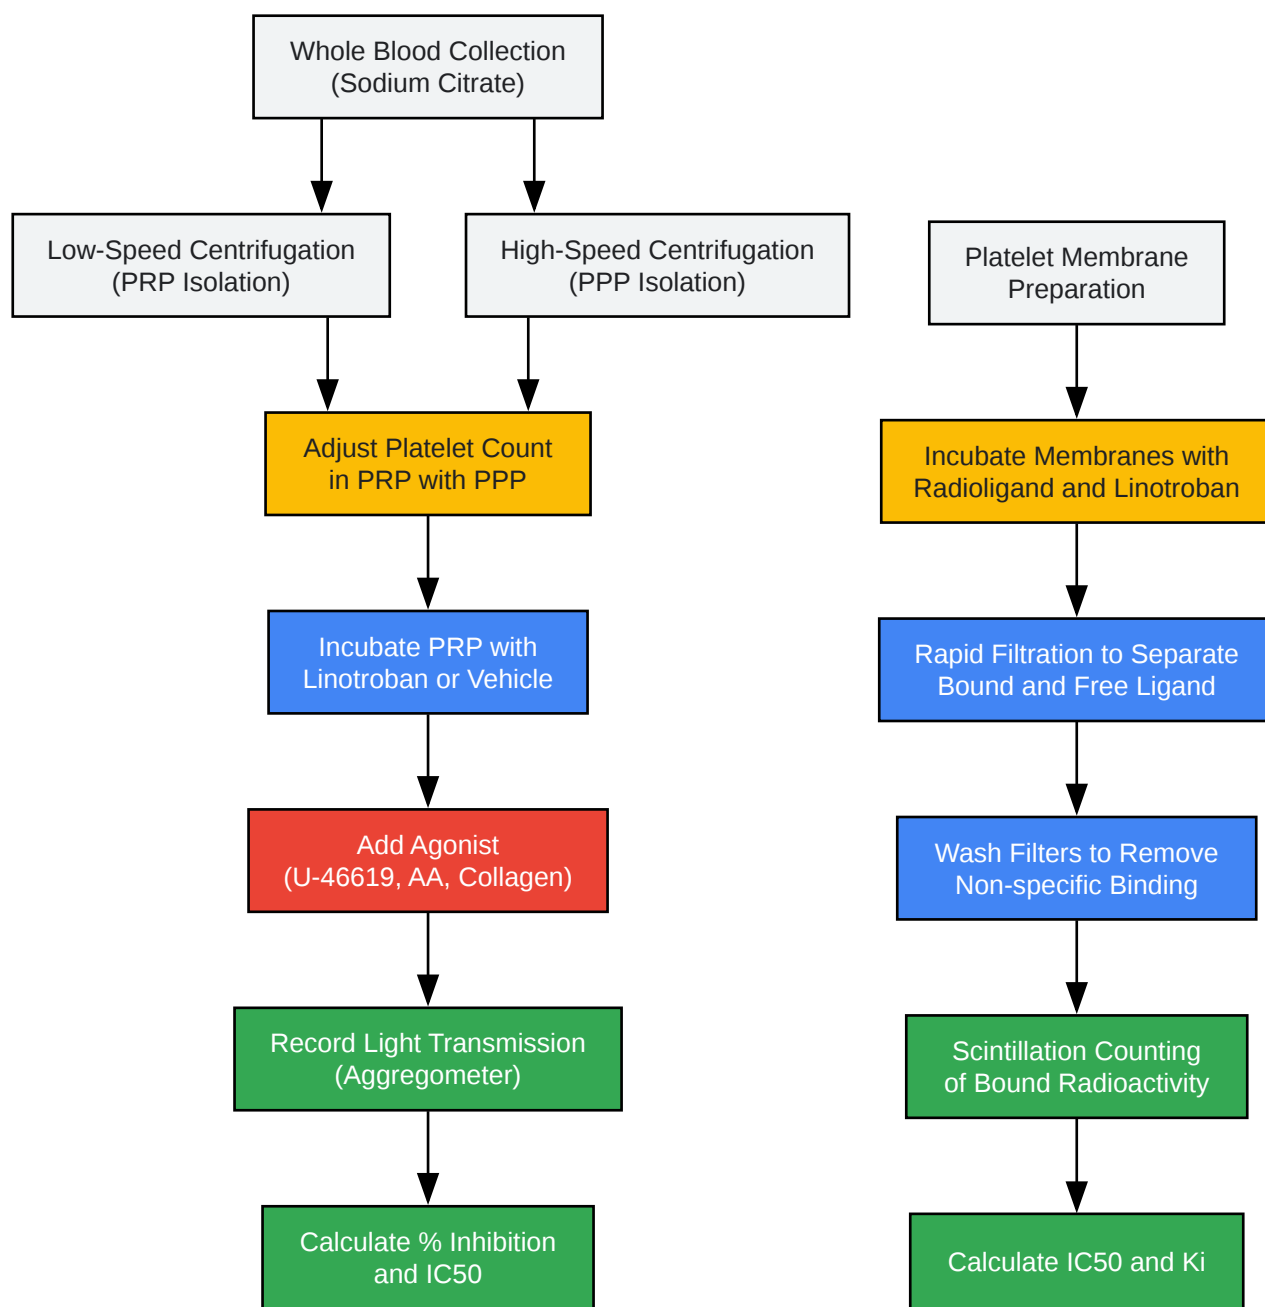 Whole Blood Collection
(Sodium Citrate)
Low-Speed Centrifugation
(PRP Isolation)
High-Speed Centrifugation
(PPP Isolation)
Adjust Platelet Count
in PRP with PPP
Incubate PRP with
Linotroban or Vehicle
Add Agonist
(U-46619, AA, Collagen)
Record Light Transmission
(Aggregometer)
Calculate % Inhibition
and IC50
Platelet Membrane
Preparation
Incubate Membranes with
Radioligand and Linotroban
Rapid Filtration to Separate
Bound and Free Ligand
Wash Filters to Remove
Non-specific Binding
Scintillation Counting
of Bound Radioactivity
Calculate IC50 and Ki